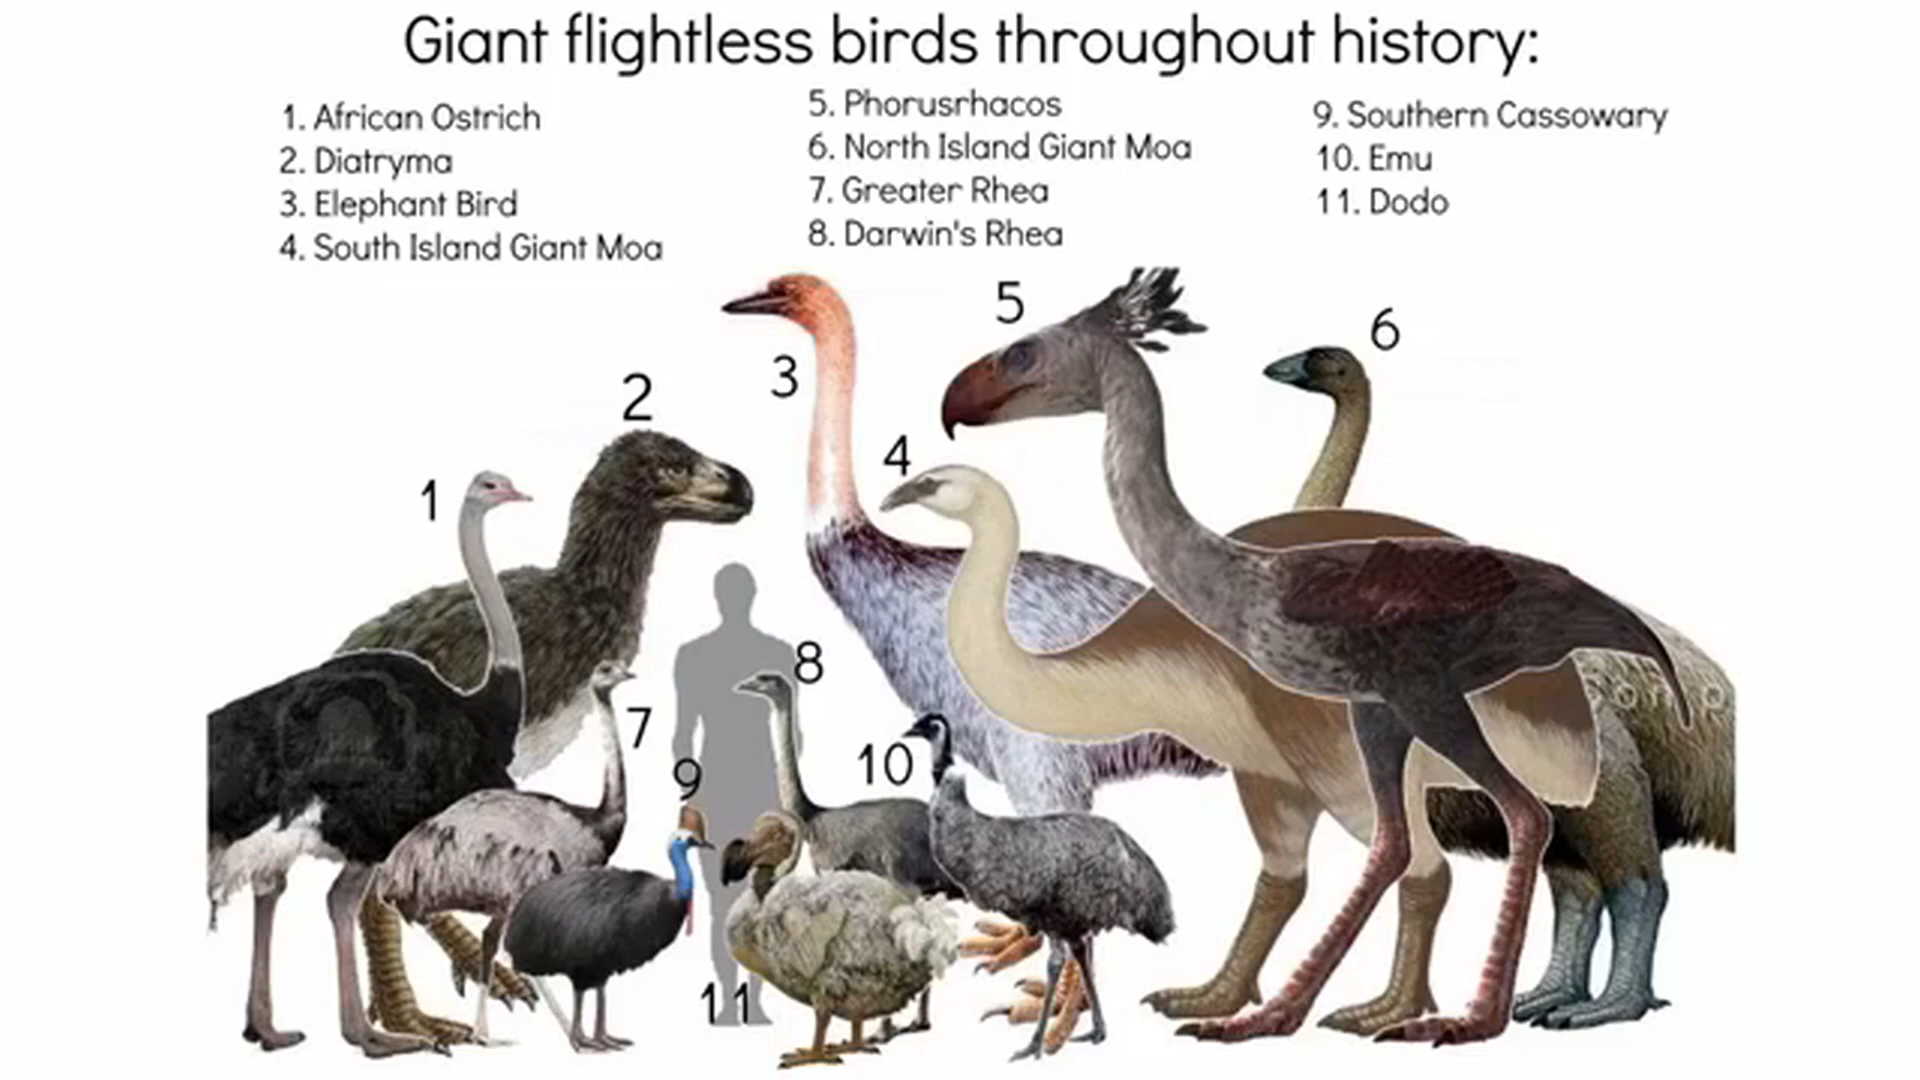 Giant flightless birds throughout history:
1. African Ostrich
2. Diatryma
3. Elephant Bird
4. South Island Giant Moa
5. Phorusrhacos
6. North Island Giant Moa
7. Greater Rhea
8. Darwin's Rhea
9. Southern Cassowary
10. Emu
11. Dodo
1
2
3
4
5
6
7
8
9
10
11